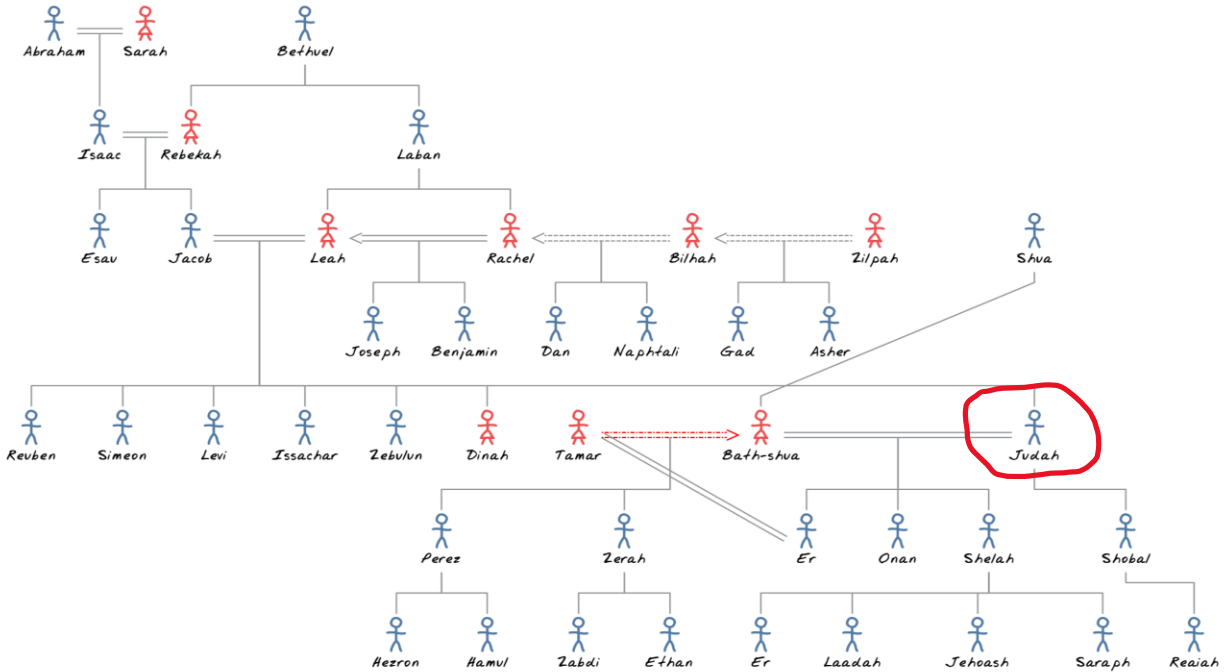 Abraham Sarah Bethuel
Isaac Rebekah Laban
Esau Jacob Leah Rachel Bilhah Zilpah Shua
Joseph Benjamin Dan Naphtali Gad Asher
Reuben Simeon Levi Issachar Zebulun Dinah Tamar Bath-shua Judah
Perez Zerah Er Onan Shelah Shobal
Hezron Hamul Zabdi Ethan Er Laadah Jehoash Saraph Reaiah